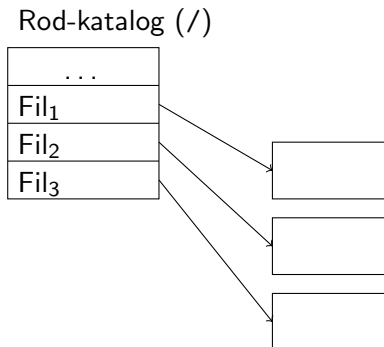 Rod-katalog (/)
...
Fil₁
Fil₂
Fil₃